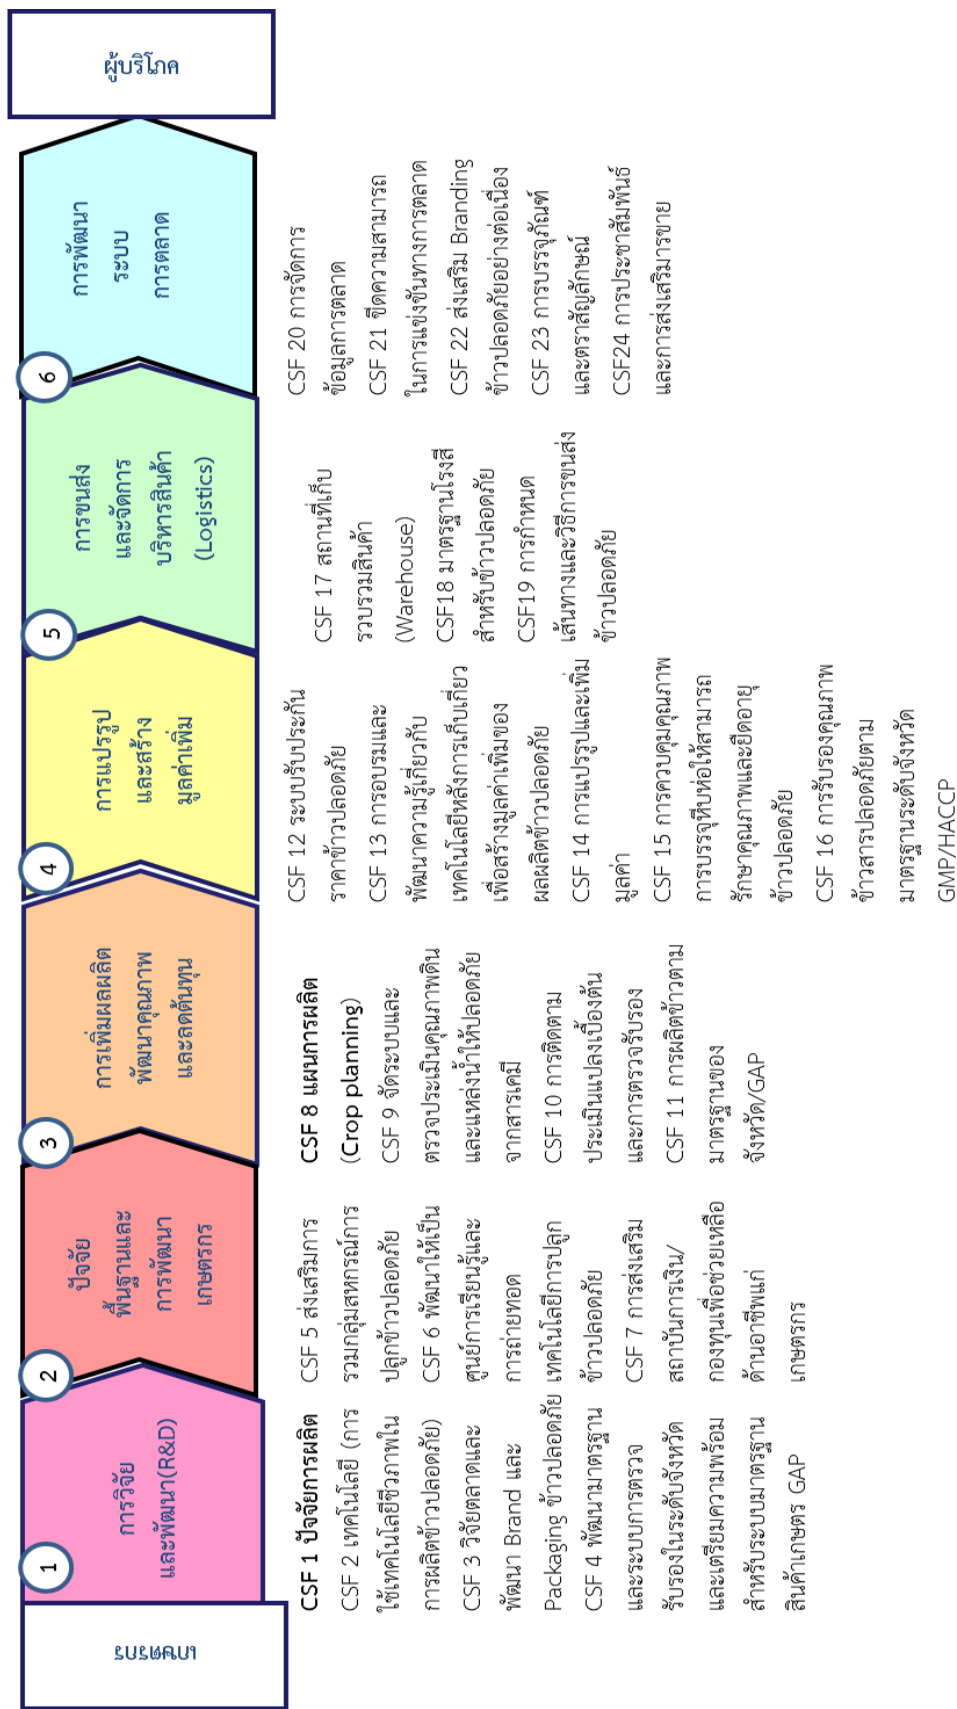 เกษตรกร
1
การวิจัย
และพัฒนา(R&D)
2
ปัจจัย
พื้นฐานและ
การพัฒนา
เกษตรกร
3
การเพิ่มผลผลิต
พัฒนาคุณภาพ
และลดต้นทุน
4
การแปรรูป
และสร้าง
มูลค่าเพิ่ม
5
การขนส่ง
และจัดการ
บริหารสินค้า
(Logistics)
6
การพัฒนา
ระบบ
การตลาด
ผู้บริโภค
CSF 1 ปัจจัยการผลิต
CSF 2 เทคโนโลยี (การ
ใช้เทคโนโลยีชีวภาพใน
การผลิตข้าวปลอดภัย)
CSF 3 วิจัยตลาดและ
พัฒนา Brand และ
Packaging ข้าวปลอดภัย
CSF 4 พัฒนามาตรฐาน
และระบบการตรวจ
รับรองในระดับจังหวัด
และเตรียมความพร้อม
สำหรับระบบมาตรฐาน
สินค้าเกษตร GAP
CSF 5 ส่งเสริมการ
รวมกลุ่มสหกรณ์การ
ปลูกข้าวปลอดภัย
CSF 6 พัฒนาให้เป็น
ศูนย์การเรียนรู้และ
การถ่ายทอด
เทคโนโลยีการปลูก
ข้าวปลอดภัย
CSF 7 การส่งเสริม
สถาบันการเงิน/
กองทุนเพื่อช่วยเหลือ
ด้านอาชีพแก่
เกษตรกร
CSF 8 แผนการผลิต
(Crop planning)
CSF 9 จัดระบบและ
ตรวจประเมินคุณภาพดิน
และแหล่งน้ำให้ปลอดภัย
จากสารเคมี
CSF 10 การติดตาม
ประเมินแปลงเบื้องต้น
และการตรวจรับรอง
CSF 11 การผลิตข้าวตาม
มาตรฐานของ
จังหวัด/GAP
CSF 12 ระบบรับประกัน
ราคาข้าวปลอดภัย
CSF 13 การอบรมและ
พัฒนาความรู้เกี่ยวกับ
เทคโนโลยีหลังการเก็บเกี่ยว
เพื่อสร้างมูลค่าเพิ่มของ
ผลผลิตข้าวปลอดภัย
CSF 14 การแปรรูปและเพิ่ม
มูลค่า
CSF 15 การควบคุมคุณภาพ
การบรรจุหีบห่อให้สามารถ
รักษาคุณภาพและยืดอายุ
ข้าวปลอดภัย
CSF 16 การรับรองคุณภาพ
ข้าวสารปลอดภัยตาม
มาตรฐานระดับจังหวัด
GMP/HACCP
CSF 17 สถานที่เก็บ
รวบรวมสินค้า
(Warehouse)
CSF18 มาตรฐานโรงสี
สำหรับข้าวปลอดภัย
CSF19 การกำหนด
เส้นทางและวิธีการขนส่ง
ข้าวปลอดภัย
CSF 20 การจัดการ
ข้อมูลการตลาด
CSF 21 ขีดความสามารถ
ในการแข่งขันทางการตลาด
CSF 22 ส่งเสริม Branding
ข้าวปลอดภัยอย่างต่อเนื่อง
CSF 23 การบรรจุภัณฑ์
และตราสัญลักษณ์
CSF24 การประชาสัมพันธ์
และการส่งเสริมารขาย